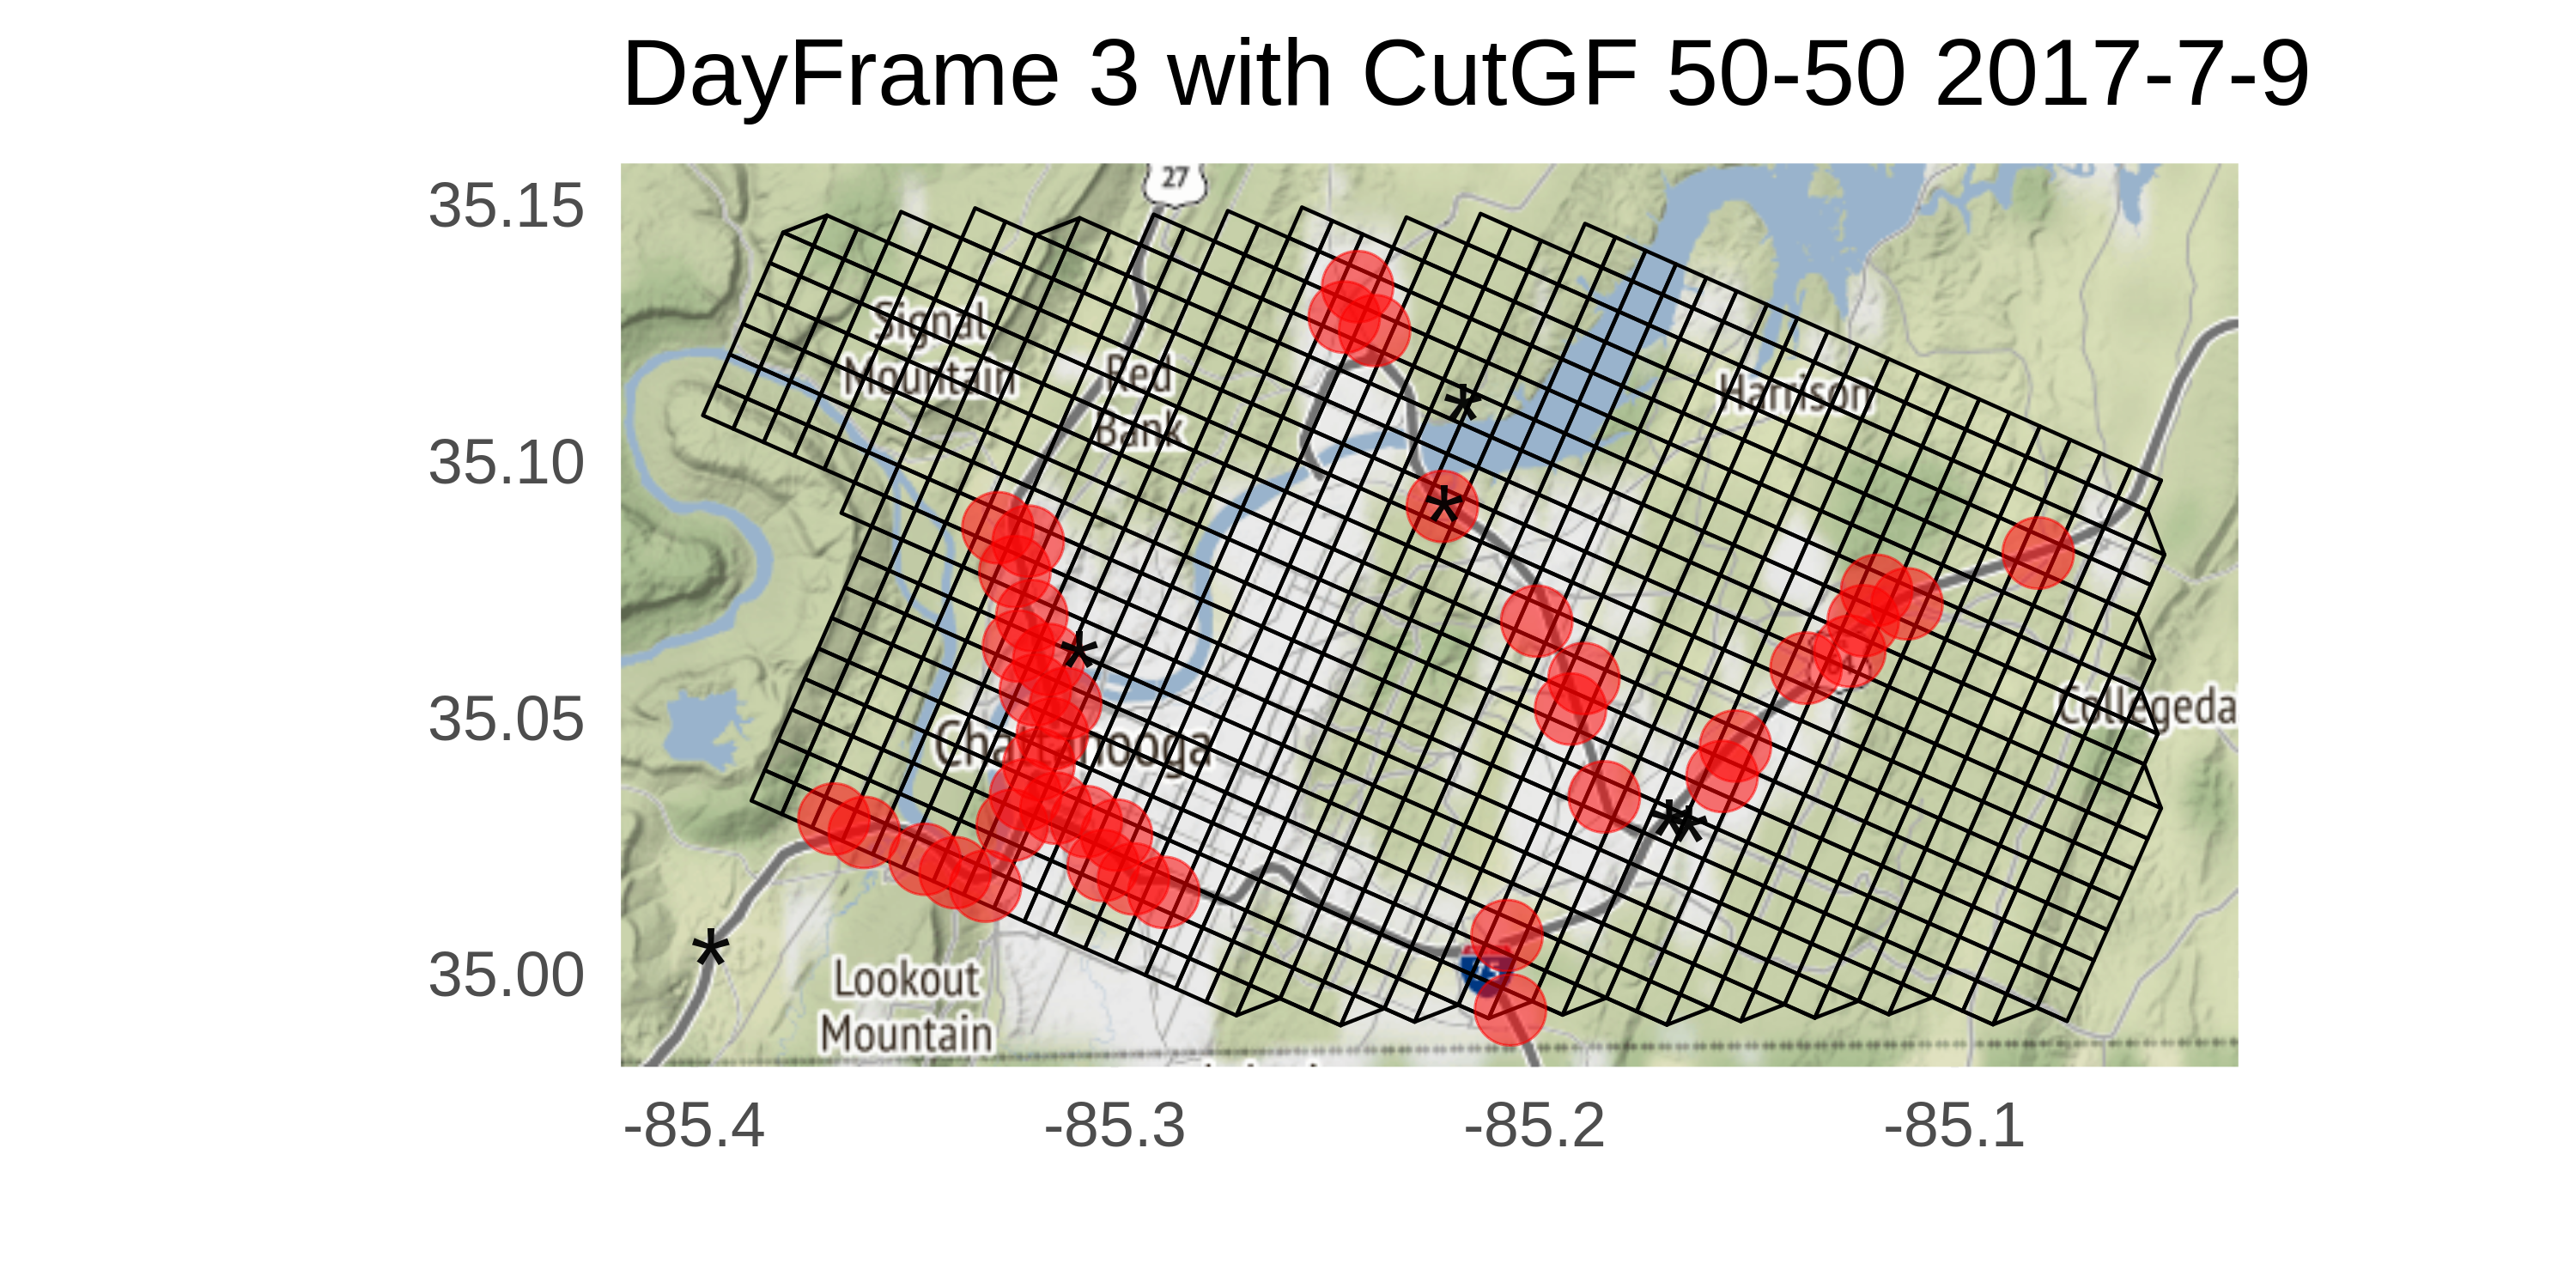 DayFrame 3 with CutGF 50-50 2017-7-9
35.15
35.10
35.05
35.00
27
Signal
Mountain
Red
Bank
Harrison
Collegeda
Chattanooga
Lookout
Mountain
-85.4
-85.3
-85.2
-85.1